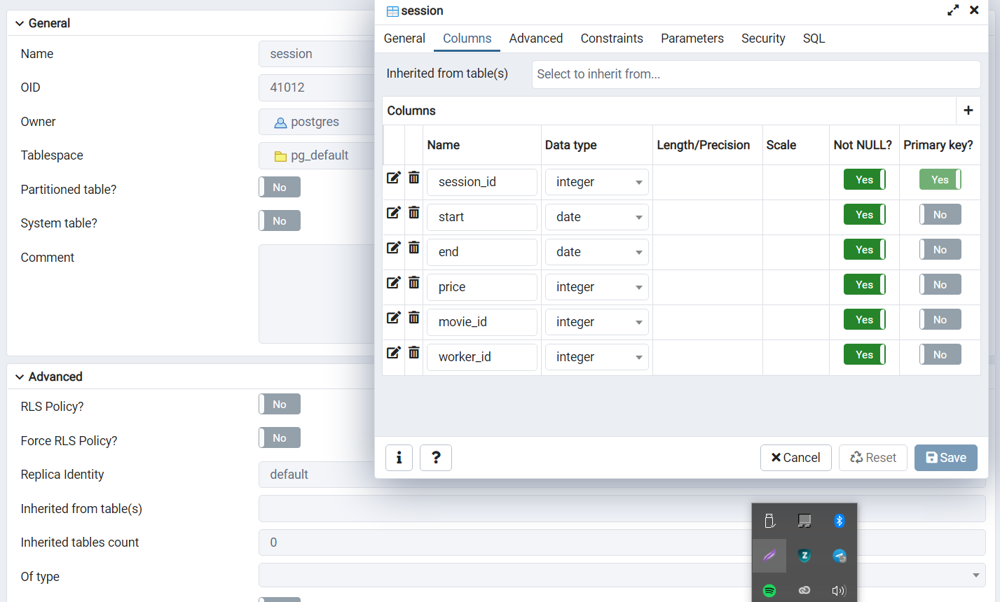 General
Name
session
OID
41012
Owner
postgres
Tablespace
pg_default
Partitioned table?
No
System table?
No
Comment
Advanced
RLS Policy?
No
Force RLS Policy?
No
Replica Identity
default
Inherited from table(s)
Inherited tables count
0
Of type
session
General Columns Advanced Constraints Parameters Security SQL
Inherited from table(s)
Select to inherit from...
Columns
Name Data type Length/Precision Scale Not NULL? Primary key?
session_id integer Yes Yes
start date Yes No
end date Yes No
price integer Yes No
movie_id integer Yes No
worker_id integer Yes No
i ? Cancel Reset Save
Z